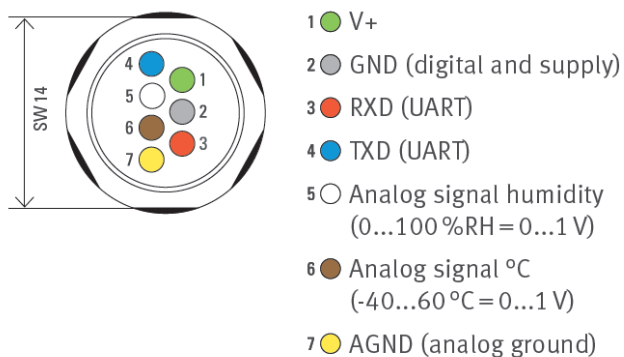 SW14
4
1
5
2
6
3
7
1 V+
2 GND (digital and supply)
3 RXD (UART)
4 TXD (UART)
5 Analog signal humidity
(0...100 %RH = 0...1 V)
6 Analog signal °C
(-40...60 °C = 0...1 V)
7 AGND (analog ground)